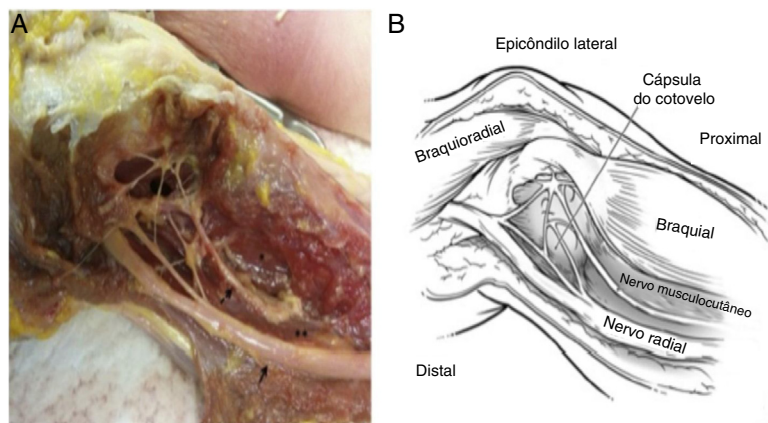 A
B
Epicôndilo lateral
Cápsula
do cotovelo
Braquioradial
Proximal
Braquial
Nervo musculocutâneo
Nervo radial
Distal